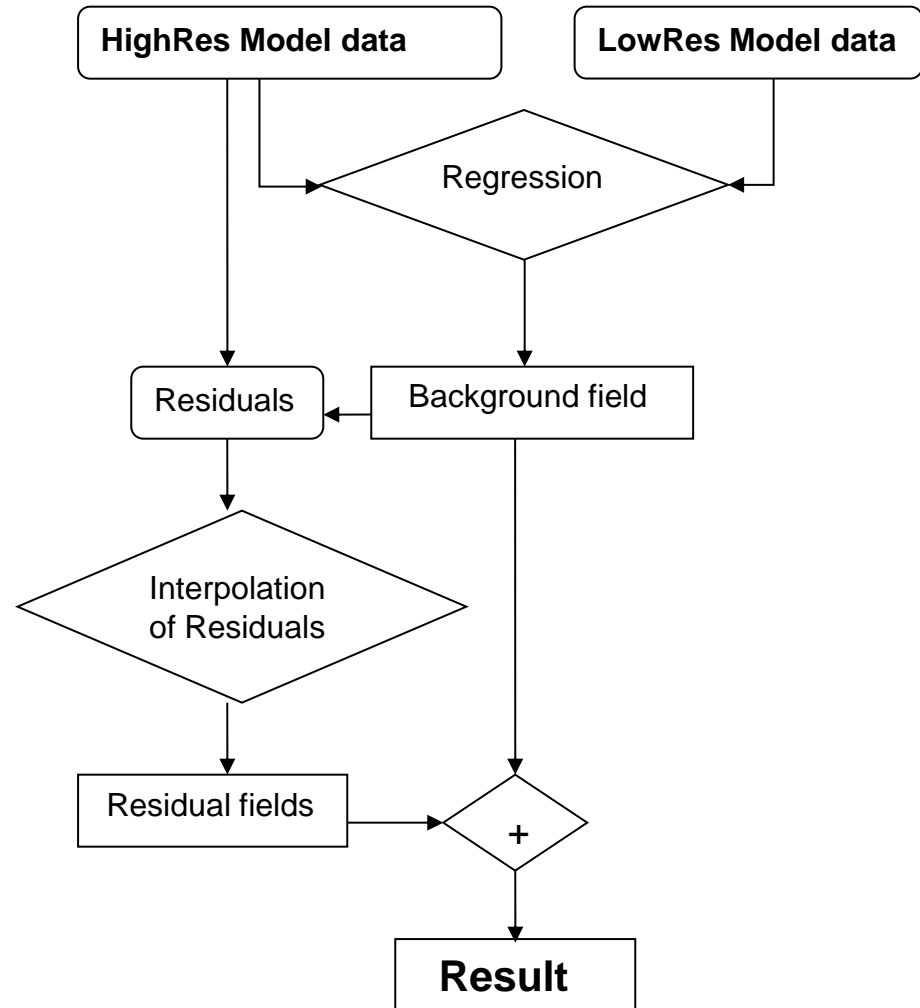 HighRes Model data
LowRes Model data
Regression
Residuals
Background field
Interpolation
of Residuals
Residual fields
+
Result